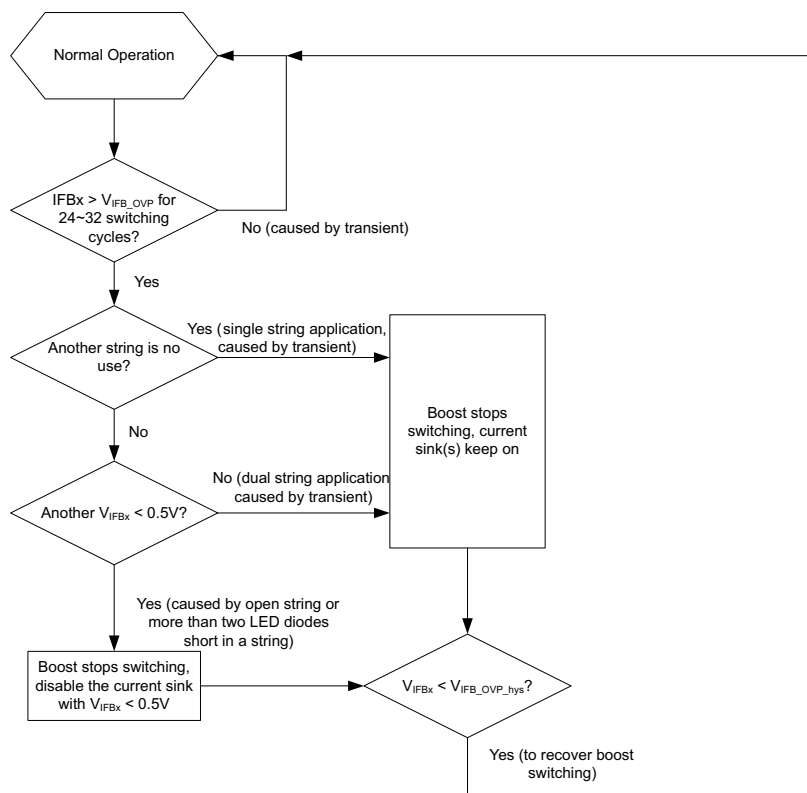 Normal Operation
IFBx > VIFB_OVP for
24~32 switching
cycles?
No (caused by transient)
Yes
Another string is no
use?
Yes (single string application,
caused by transient)
Boost stops
switching, current
sink(s) keep on
No
Another VIFBx < 0.5V?
No (dual string application
caused by transient)
Yes (caused by open string or
more than two LED diodes
short in a string)
Boost stops switching,
disable the current sink
with VIFBx < 0.5V
VIFBx < VIFB_OVP_hys?
Yes (to recover boost
switching)